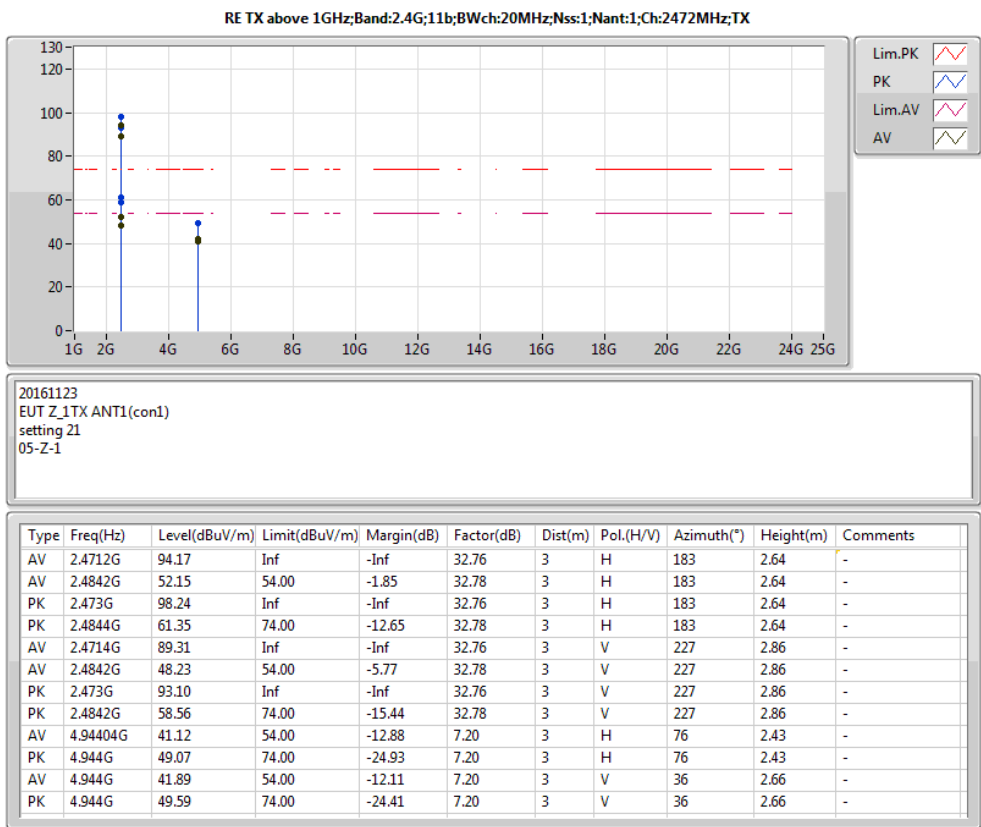 RE TX above 1GHz;Band:2.4G;11b;BWch:20MHz;Nss:1;Nant:1;Ch:2472MHz;TX
130
120
100
80
60
40
20
0
1G 2G 4G 6G 8G 10G 12G 14G 16G 18G 20G 22G 24G 25G
Lim.PK
PK
Lim.AV
AV
20161123
EUT Z_1TX ANT1(con1)
setting 21
05-Z-1
Type Freq(Hz) Level(dBuV/m) Limit(dBuV/m) Margin(dB) Factor(dB) Dist(m) Pol.(H/V) Azimuth(°) Height(m) Comments
AV 2.4712G 94.17 Inf -Inf 32.76 3 H 183 2.64 -
AV 2.4842G 52.15 54.00 -1.85 32.78 3 H 183 2.64 -
PK 2.473G 98.24 Inf -Inf 32.76 3 H 183 2.64 -
PK 2.4844G 61.35 74.00 -12.65 32.78 3 H 183 2.64 -
AV 2.4714G 89.31 Inf -Inf 32.76 3 V 227 2.86 -
AV 2.4842G 48.23 54.00 -5.77 32.78 3 V 227 2.86 -
PK 2.473G 93.10 Inf -Inf 32.76 3 V 227 2.86 -
PK 2.4842G 58.56 74.00 -15.44 32.78 3 V 227 2.86 -
AV 4.94404G 41.12 54.00 -12.88 7.20 3 H 76 2.43 -
PK 4.944G 49.07 74.00 -24.93 7.20 3 H 76 2.43 -
AV 4.944G 41.89 54.00 -12.11 7.20 3 V 36 2.66 -
PK 4.944G 49.59 74.00 -24.41 7.20 3 V 36 2.66 -